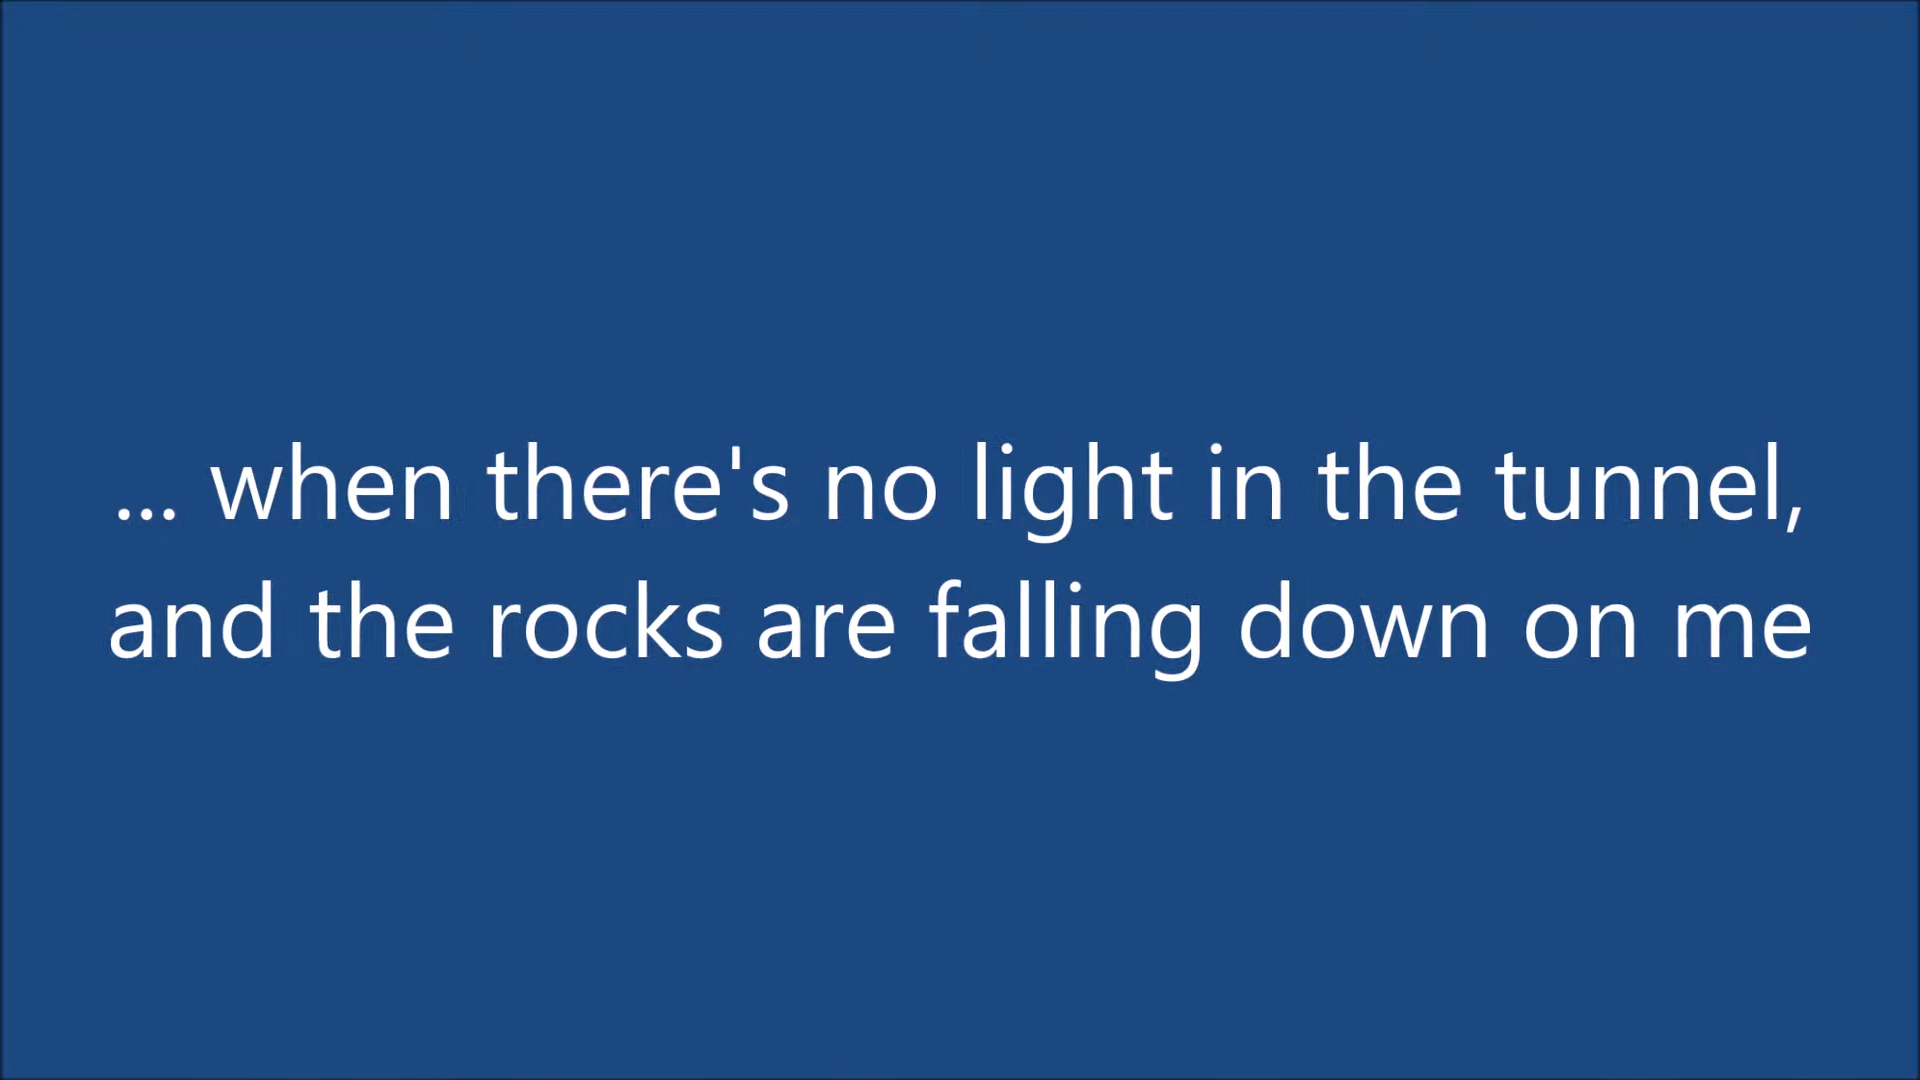 ... when there's no light in the tunnel,
and the rocks are falling down on me